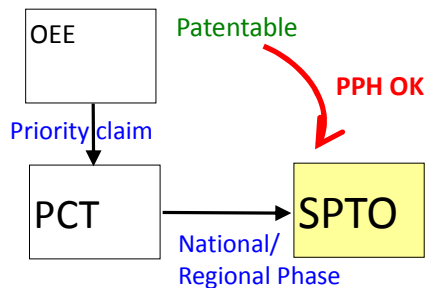 OEE
Patentable
PPH OK
Priority claim
PCT
SPTO
National/
Regional Phase